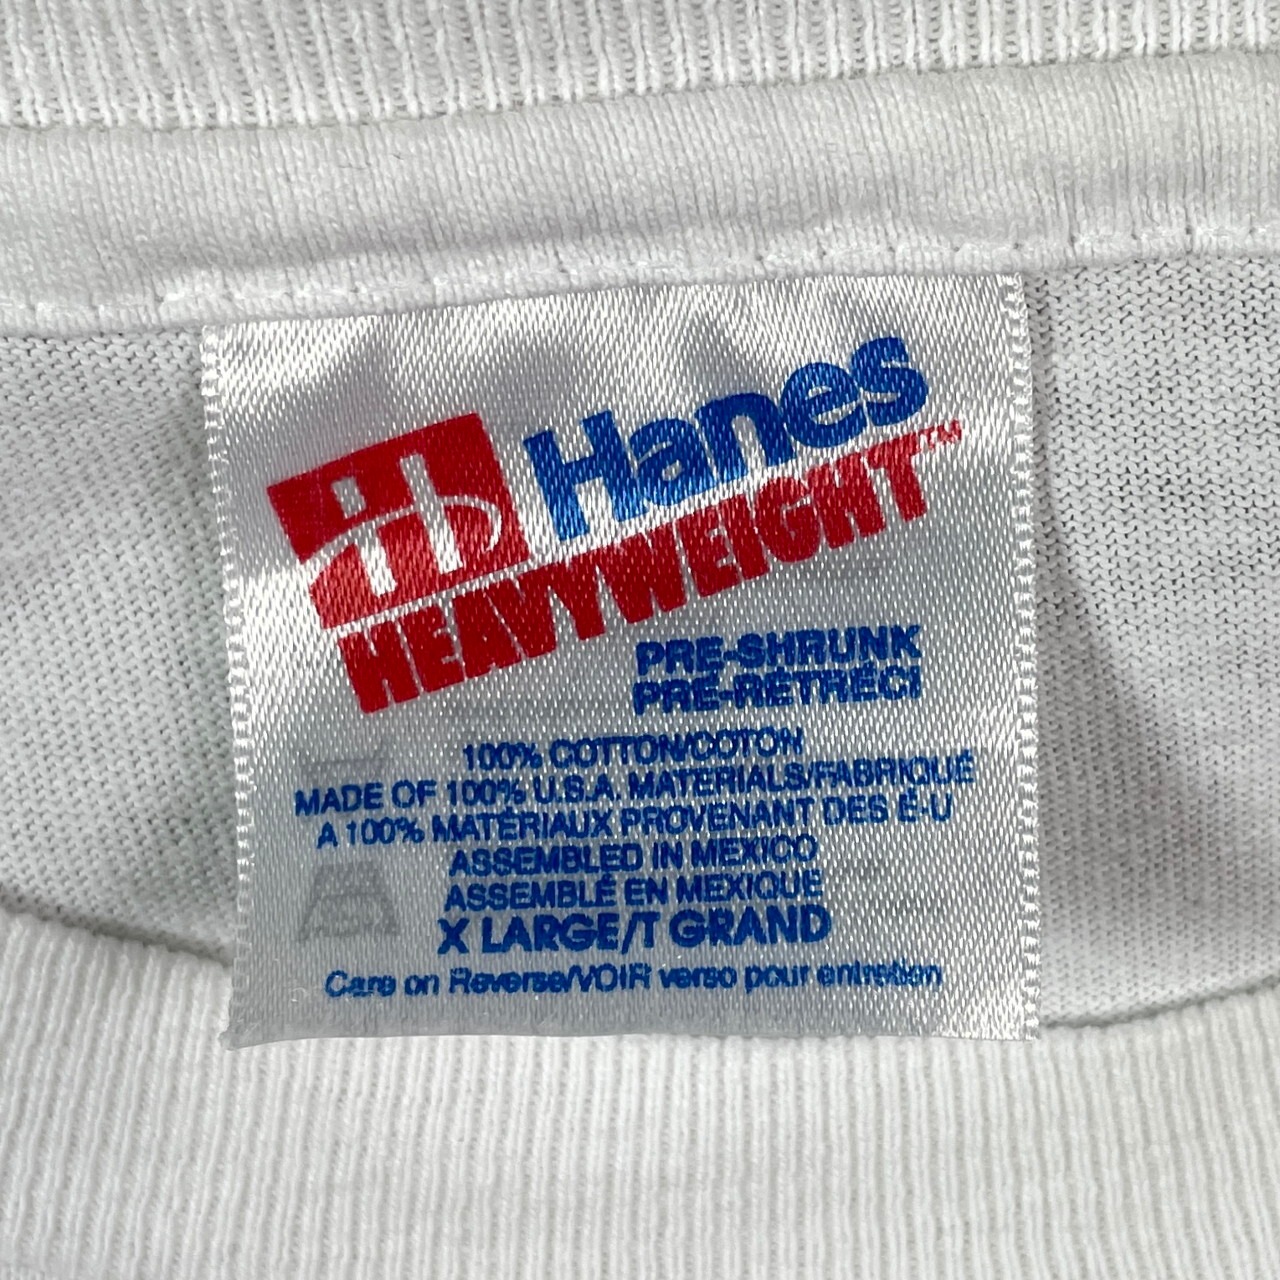 Hanes
HEAVYWEIGHT™
PRE-SHRUNK
PRÉ-RÉTRÉCI
100% COTTON/COTON
MADE OF 100% U.S.A. MATERIALS/FABRIQUÉ
A 100% MATÉRIAUX PROVENANT DES É-U
ASSEMBLED IN MEXICO
ASSEMBLÉ EN MEXIQUE
X LARGE/T GRAND
Care on Reverse/VOIR verso pour entretien